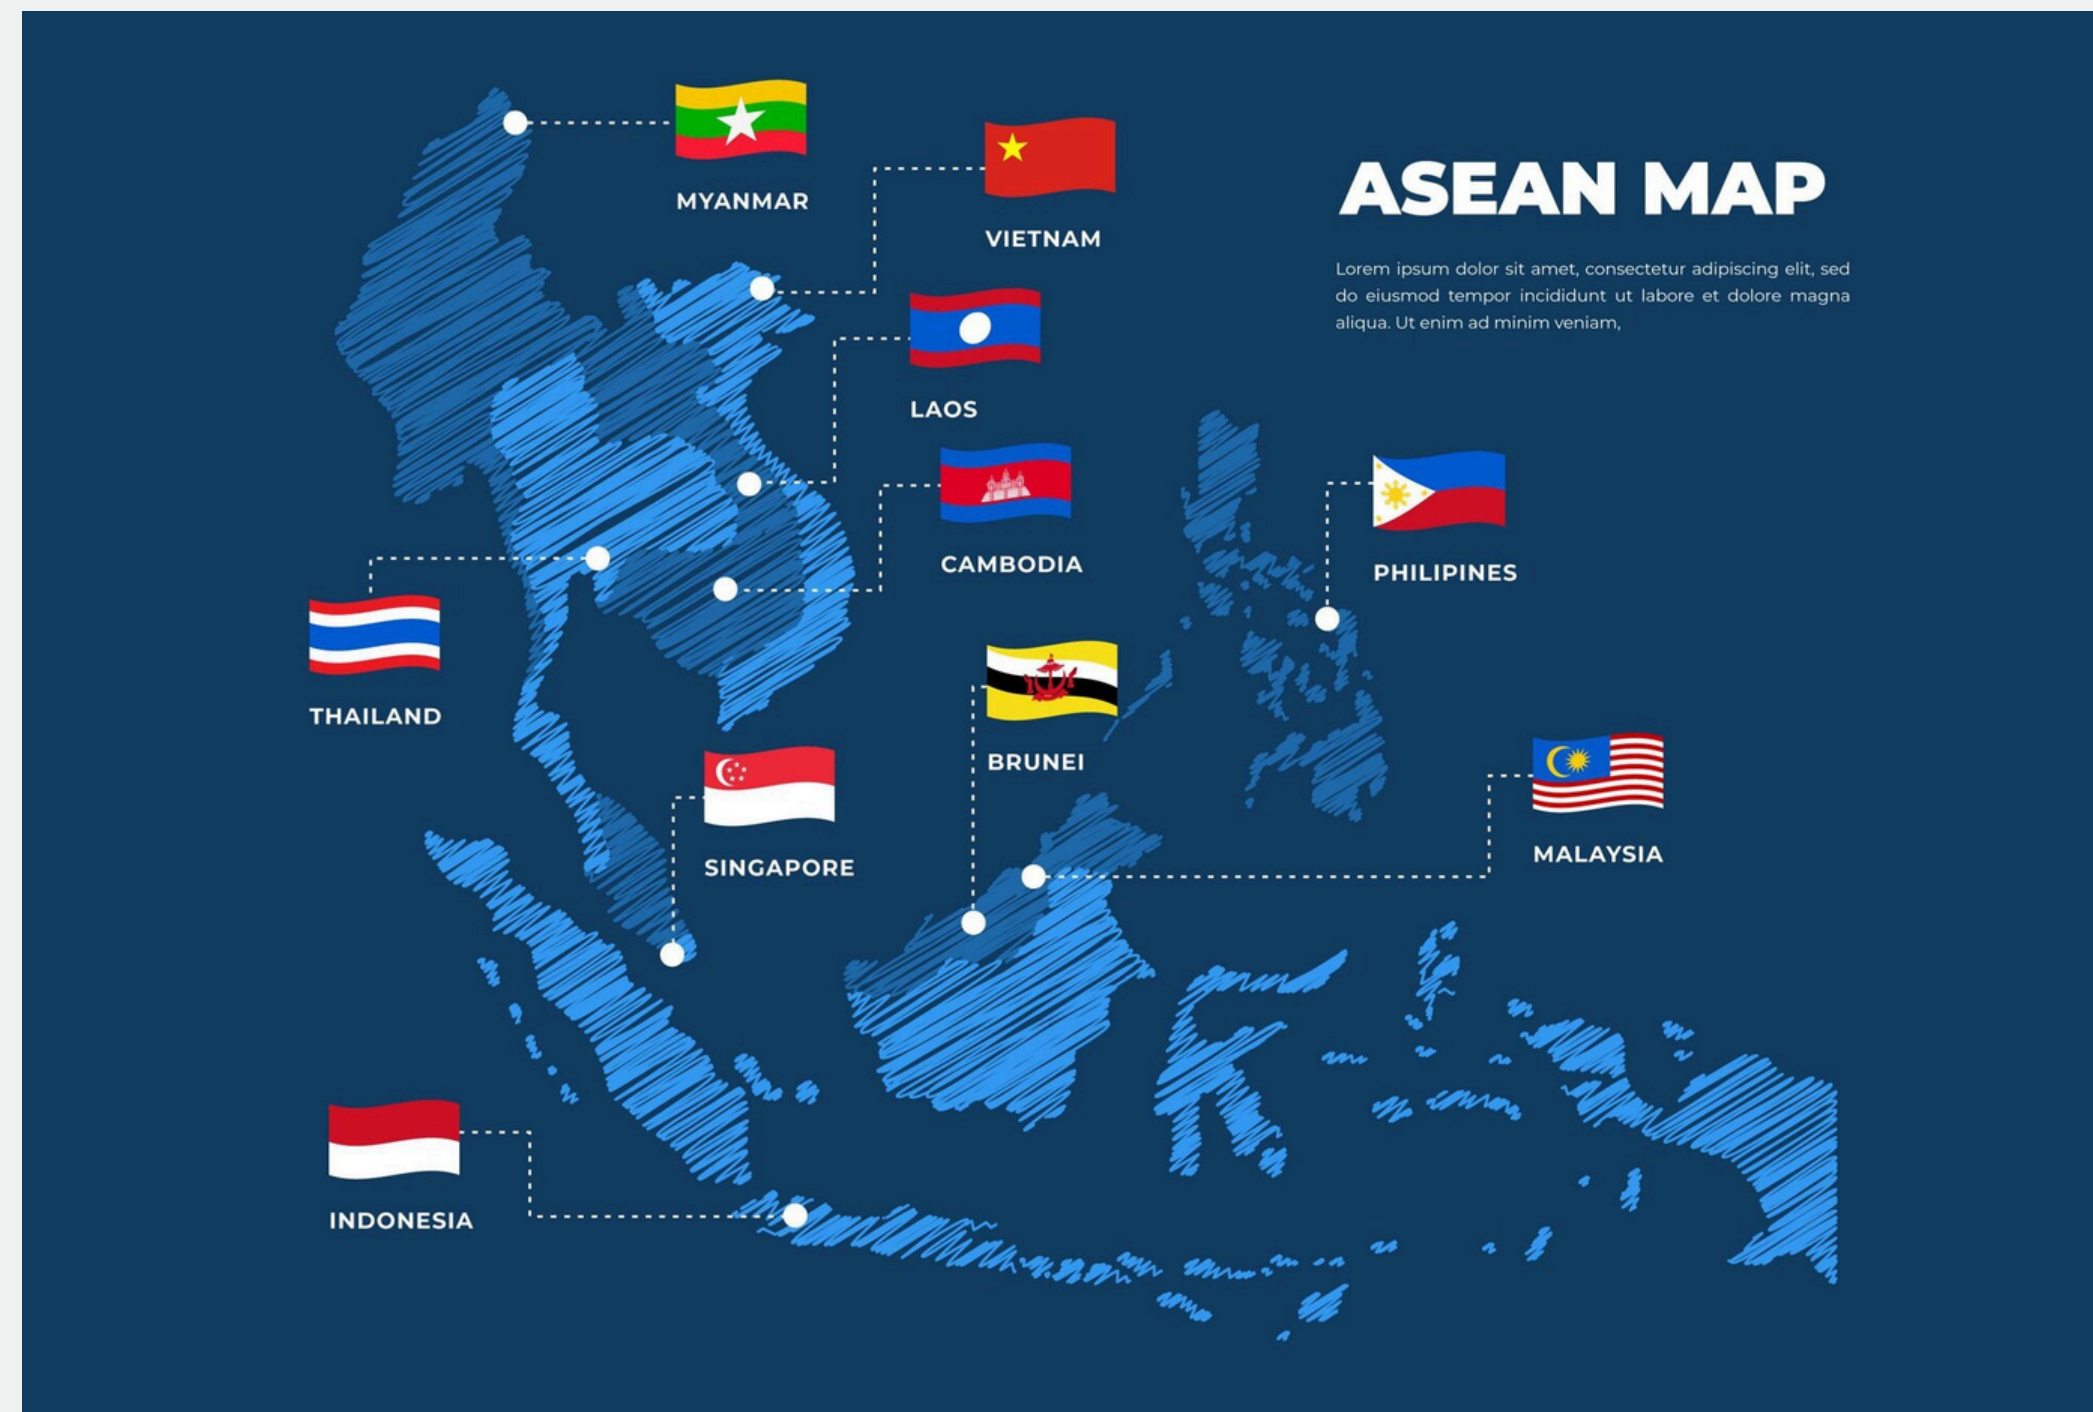 MYANMAR
VIETNAM
ASEAN MAP
Lorem ipsum dolor sit amet, consectetur adipiscing elit, sed
do eiusmod tempor incididunt ut labore et dolore magna
aliqua. Ut enim ad minim veniam,
LAOS
CAMBODIA
PHILIPINES
THAILAND
BRUNEI
SINGAPORE
MALAYSIA
INDONESIA